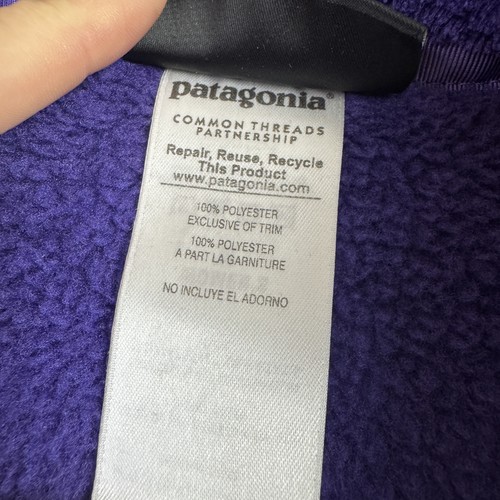 patagonia®
COMMON THREADS
PARTNERSHIP
Repair, Reuse, Recycle
This Product
www.patagonia.com
100% POLYESTER
EXCLUSIVE OF TRIM
100% POLYESTER
A PART LA GARNITURE
NO INCLUYE EL ADORNO